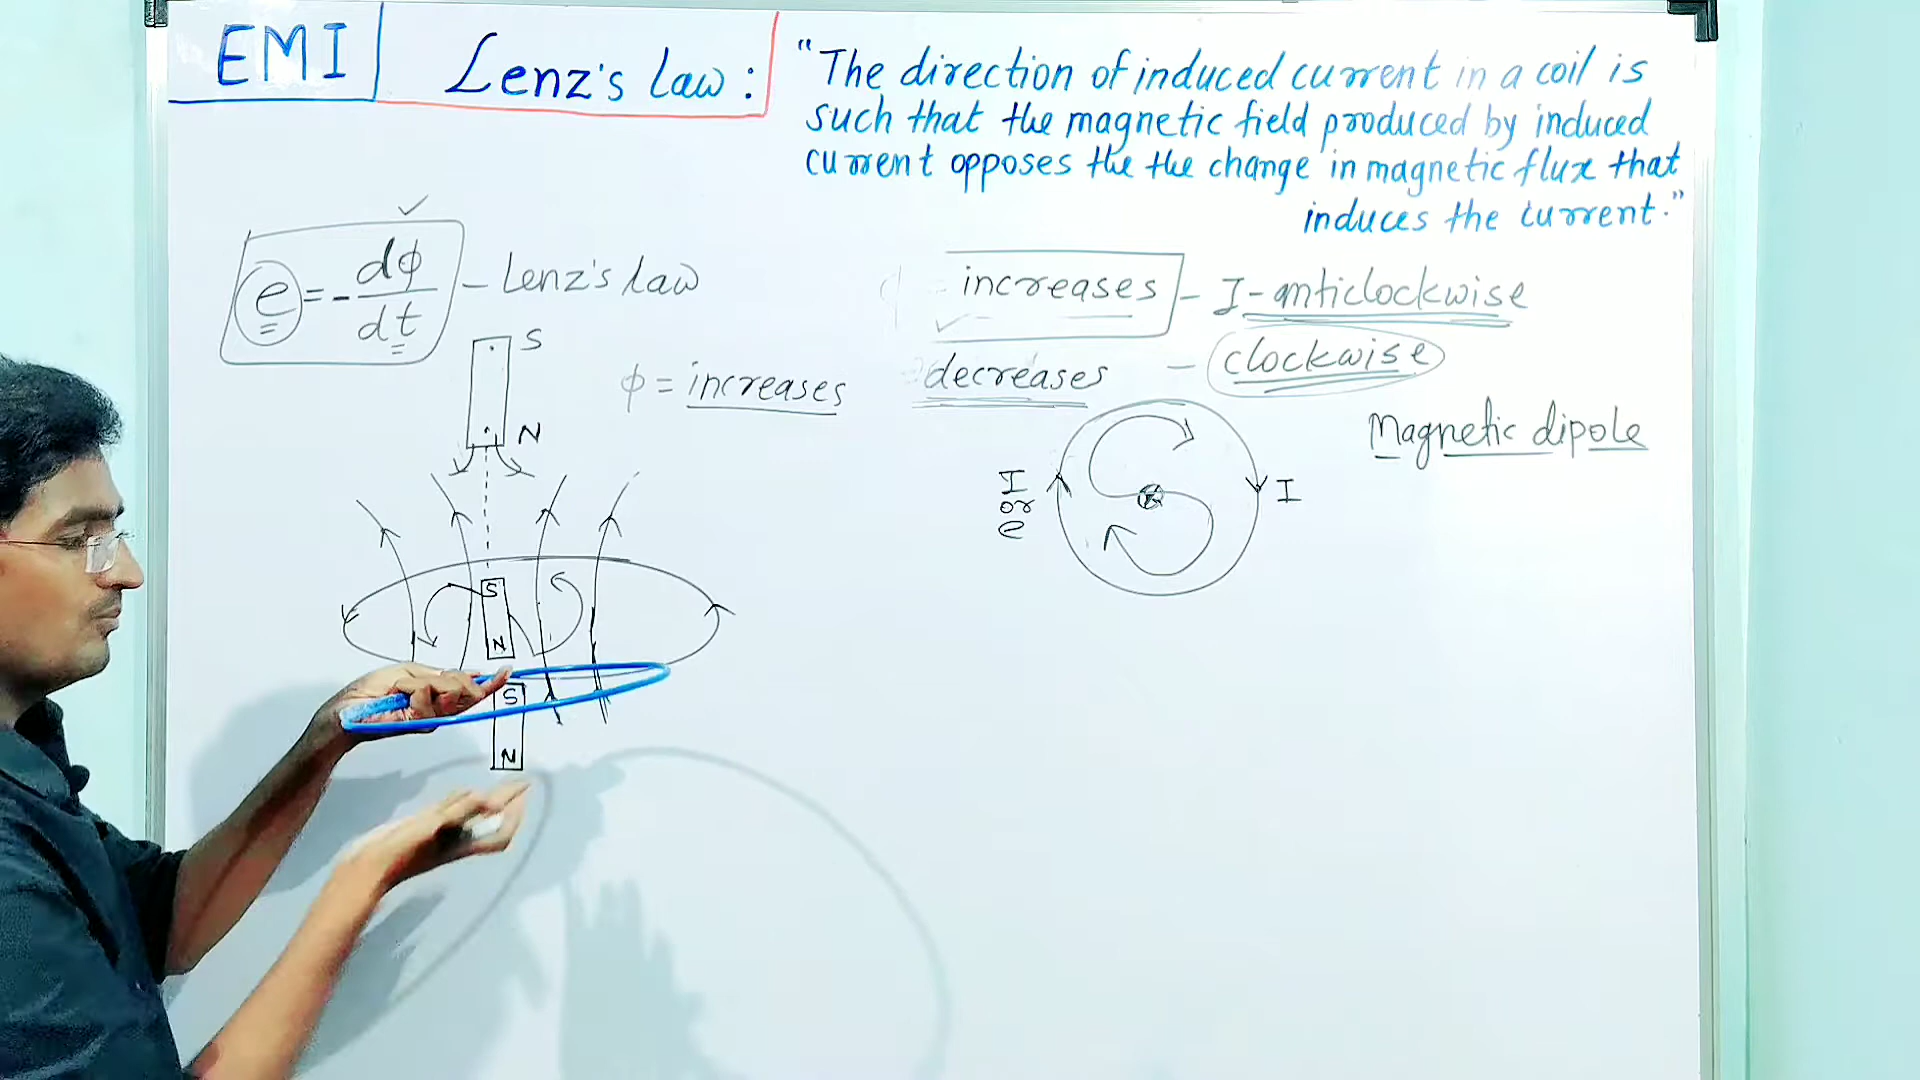 EMI
Lenz's law:
"The direction of induced current in a coil is
such that the magnetic field produced by induced
current opposes the the change in magnetic flux that
induces the current."
e = - dφ/dt - Lenz's law
increases - I - anticlockwise
decreases - clockwise
φ = increases
S
N
Magnetic dipole
I
or
e
I
S
N
S
N